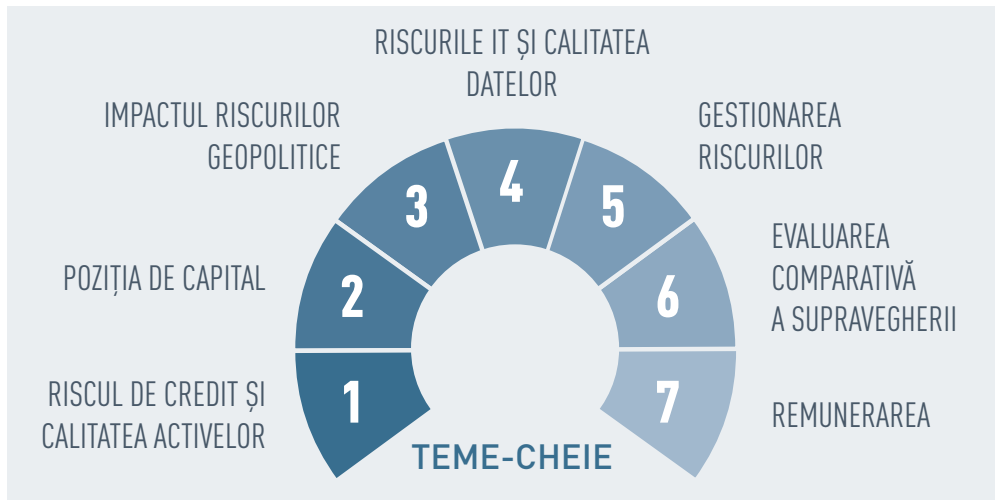 RISCUL DE CREDIT ȘI
CALITATEA ACTIVELOR
1
POZIȚIA DE CAPITAL
2
IMPACTUL RISCURILOR
GEOPOLITICE
3
RISCURILE IT ȘI CALITATEA
DATELOR
4
GESTIONAREA
RISCURILOR
5
EVALUAREA
COMPARATIVĂ
A SUPRAVEGHERII
6
REMUNERAREA
7
TEME-CHEIE